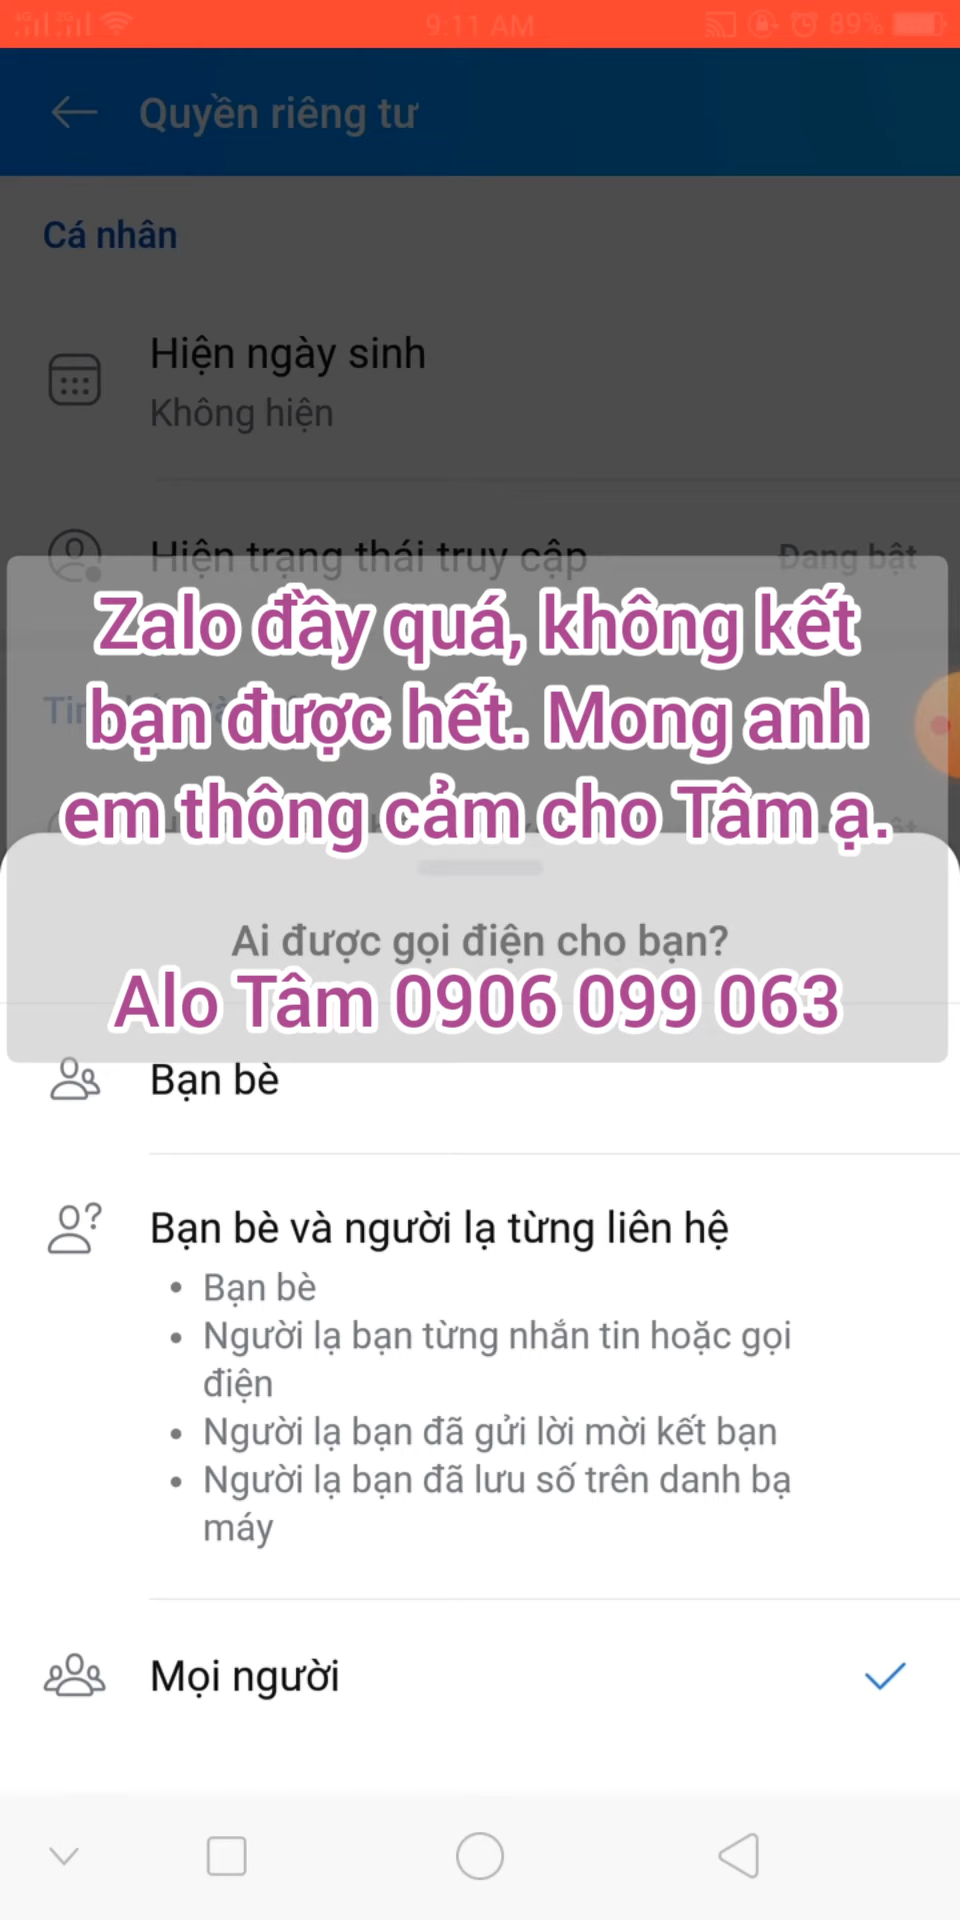 9:11 AM
89%
Quyền riêng tư
Cá nhân
Hiện ngày sinh
Không hiện
Hiện trạng thái truy cập
Đang bật
Zalo đầy quá, không kết
bạn được hết. Mong anh
em thông cảm cho Tâm ạ.
Ai được gọi điện cho bạn?
Alo Tâm 0906 099 063
Bạn bè
Bạn bè và người lạ từng liên hệ
• Bạn bè
• Người lạ bạn từng nhắn tin hoặc gọi
điện
• Người lạ bạn đã gửi lời mời kết bạn
• Người lạ bạn đã lưu số trên danh bạ
máy
Mọi người